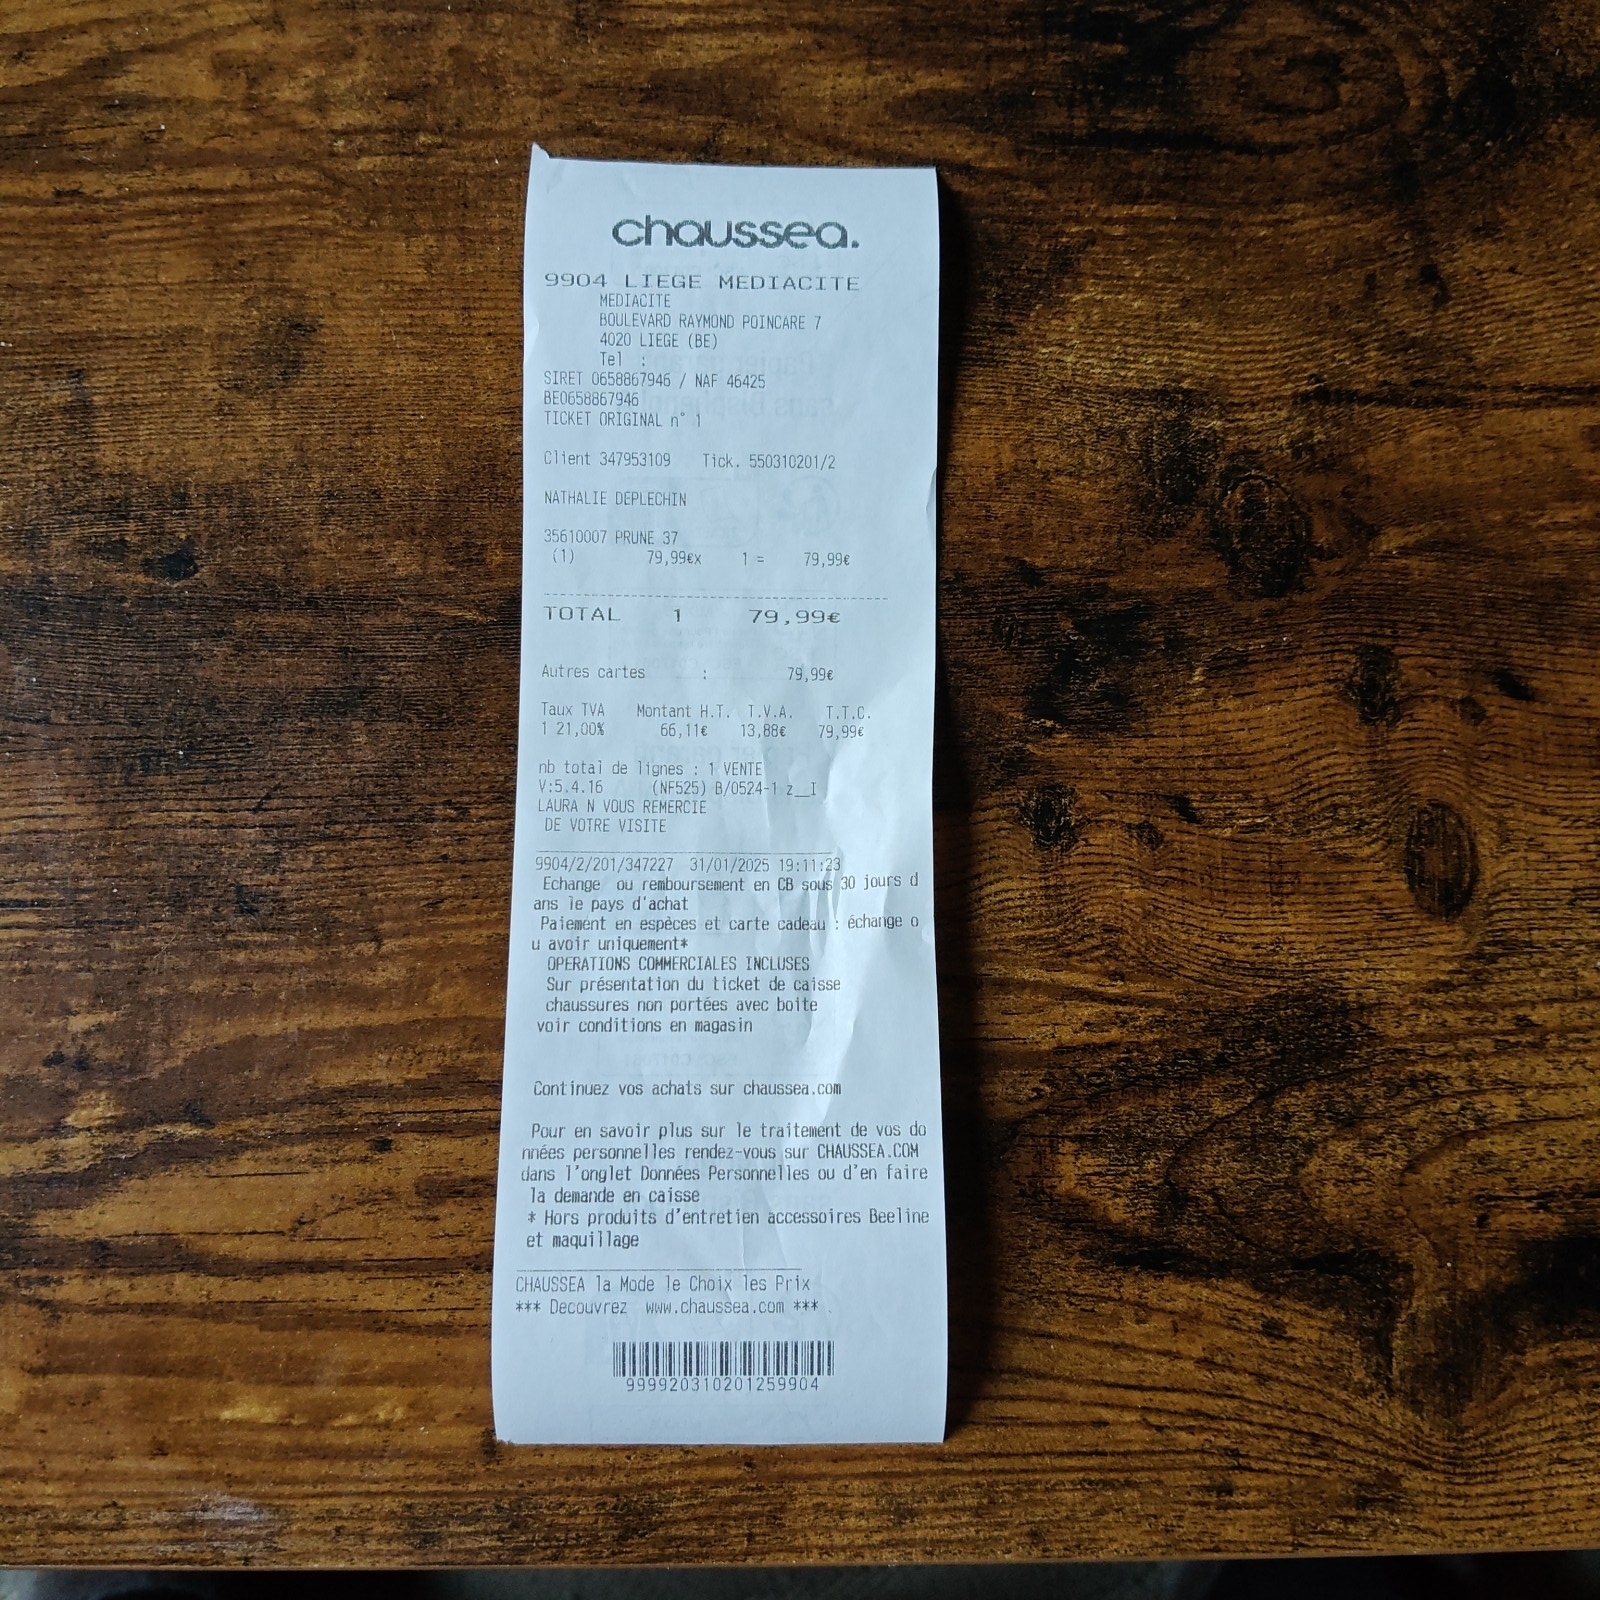 chaussea.
9904 LIEGE MEDIACITE
MEDIACITE
BOULEVARD RAYMOND POINCARE 7
4020 LIEGE (BE)
Tel :
SIRET 0658867946 / NAF 46425
BE0658867946
TICKET ORIGINAL n° 1
Client 347953109 Tick. 550310201/2
NATHALIE DEPLECHIN
35610007 PRUNE 37
(1) 79,99€x 1 = 79,99€
TOTAL 1 79,99€
Autres cartes : 79,99€
Taux TVA Montant H.T. T.V.A. T.T.C.
1 21,00% 66,11€ 13,88€ 79,99€
nb total de lignes : 1 VENTE
V:5.4.16 (NF525) B/0524-1 z__I
LAURA N VOUS REMERCIE
DE VOTRE VISITE
9904/2/201/347227 31/01/2025 19:11:23
Echange ou remboursement en CB sous 30 jours d
ans le pays d'achat
Paiement en espèces et carte cadeau : échange o
u avoir uniquement*
OPERATIONS COMMERCIALES INCLUSES
Sur présentation du ticket de caisse
chaussures non portées avec boite
voir conditions en magasin
Continuez vos achats sur chaussea.com
Pour en savoir plus sur le traitement de vos do
nnées personnelles rendez-vous sur CHAUSSEA.COM
dans l'onglet Données Personnelles ou d'en faire
la demande en caisse
* Hors produits d'entretien accessoires Beeline
et maquillage
CHAUSSEA la Mode le Choix les Prix
*** Decouvrez www.chaussea.com ***
999920310201259904